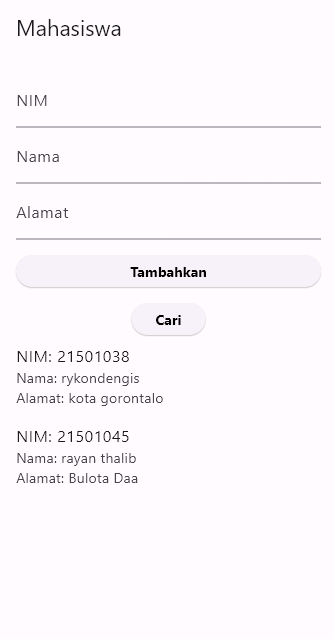 Mahasiswa
NIM
Nama
Alamat
Tambahkan
Cari
NIM: 21501038
Nama: rykondengis
Alamat: kota gorontalo
NIM: 21501045
Nama: rayan thalib
Alamat: Bulota Daa